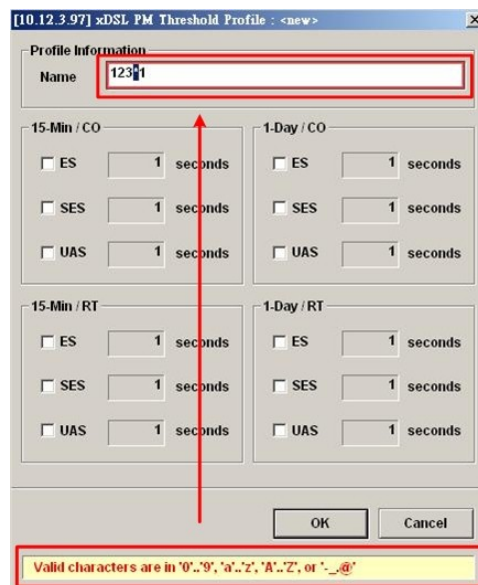 [10.12.3.97] xDSL PM Threshold Profile : <new>
Profile Information
Name 123*1
15-Min / CO
ES 1 seconds
SES 1 seconds
UAS 1 seconds
1-Day / CO
ES 1 seconds
SES 1 seconds
UAS 1 seconds
15-Min / RT
ES 1 seconds
SES 1 seconds
UAS 1 seconds
1-Day / RT
ES 1 seconds
SES 1 seconds
UAS 1 seconds
OK Cancel
Valid characters are in '0'..'9', 'a'..'z', 'A'..'Z', or '-_.@'